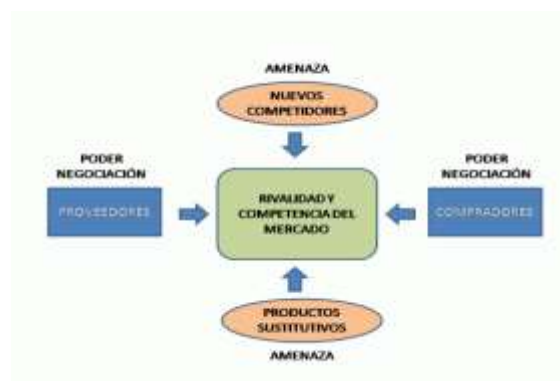 AMENAZA
NUEVOS
COMPETIDORES
PODER
NEGOCIACIÓN
PROVEEDORES
RIVALIDAD Y
COMPETENCIA DEL
MERCADO
PODER
NEGOCIACIÓN
COMPRADORES
PRODUCTOS
SUSTITUTIVOS
AMENAZA